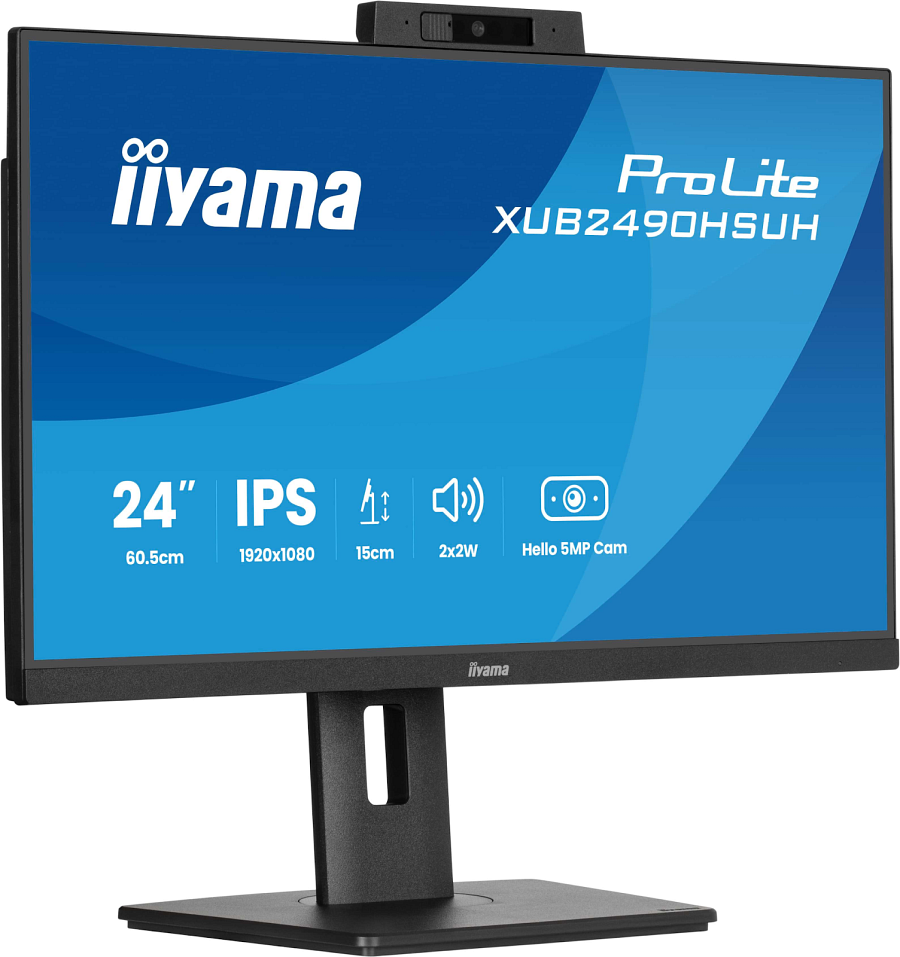 iiyama
ProLite
XUB2490HSUH
24"
60.5cm
IPS
1920x1080
15cm
2x2W
Hello 5MP Cam
iiyama